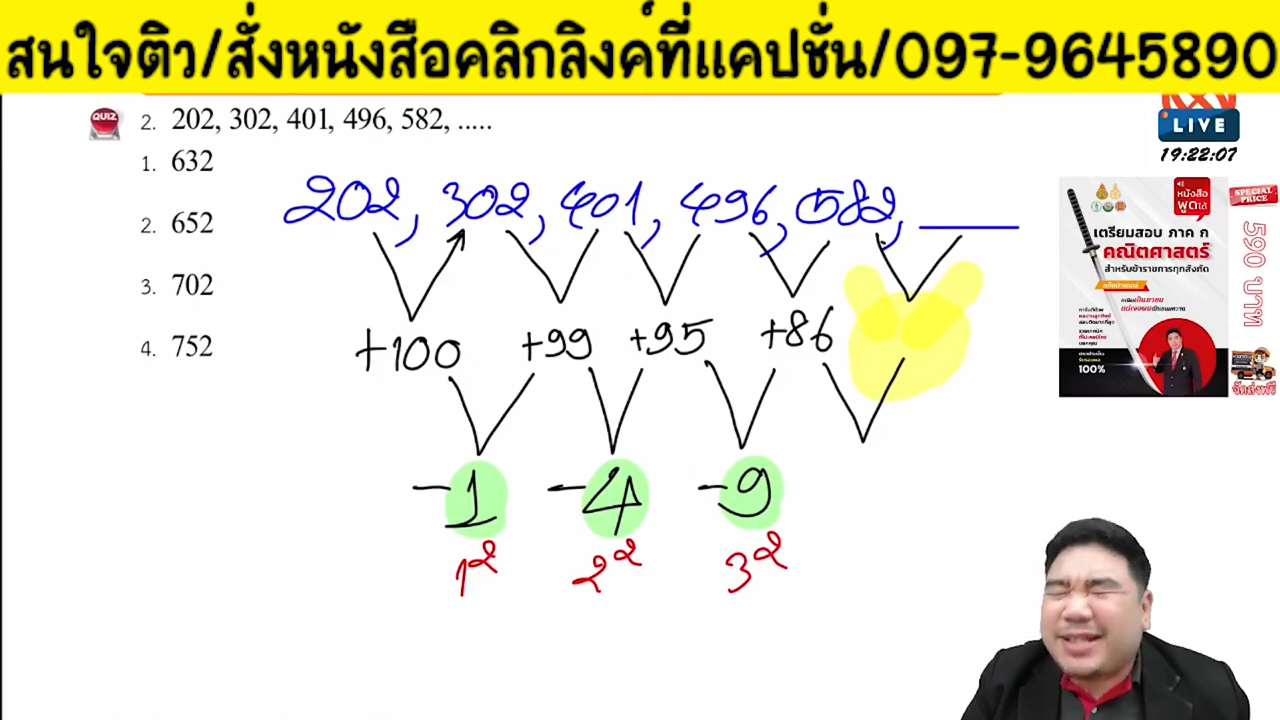 สนใจติว/สั่งหนังสือคลิกลิงค์ที่แคปชั่น/097-9645890
QUIZ 2. 202, 302, 401, 496, 582, .....
1. 632
2. 652
3. 702
4. 752
202, 302, 401, 496, 582,
+100 +99 +95 +86
-1 -4 -9
1² 2² 3²
LIVE
19:22:07
หนังสือ
พูดได้
เตรียมสอบ ภาค ก
คณิตศาสตร์
สำหรับข้าราชการทุกสังกัด
100%
SPECIAL
PRICE
590 บาท
จัดส่งฟรี